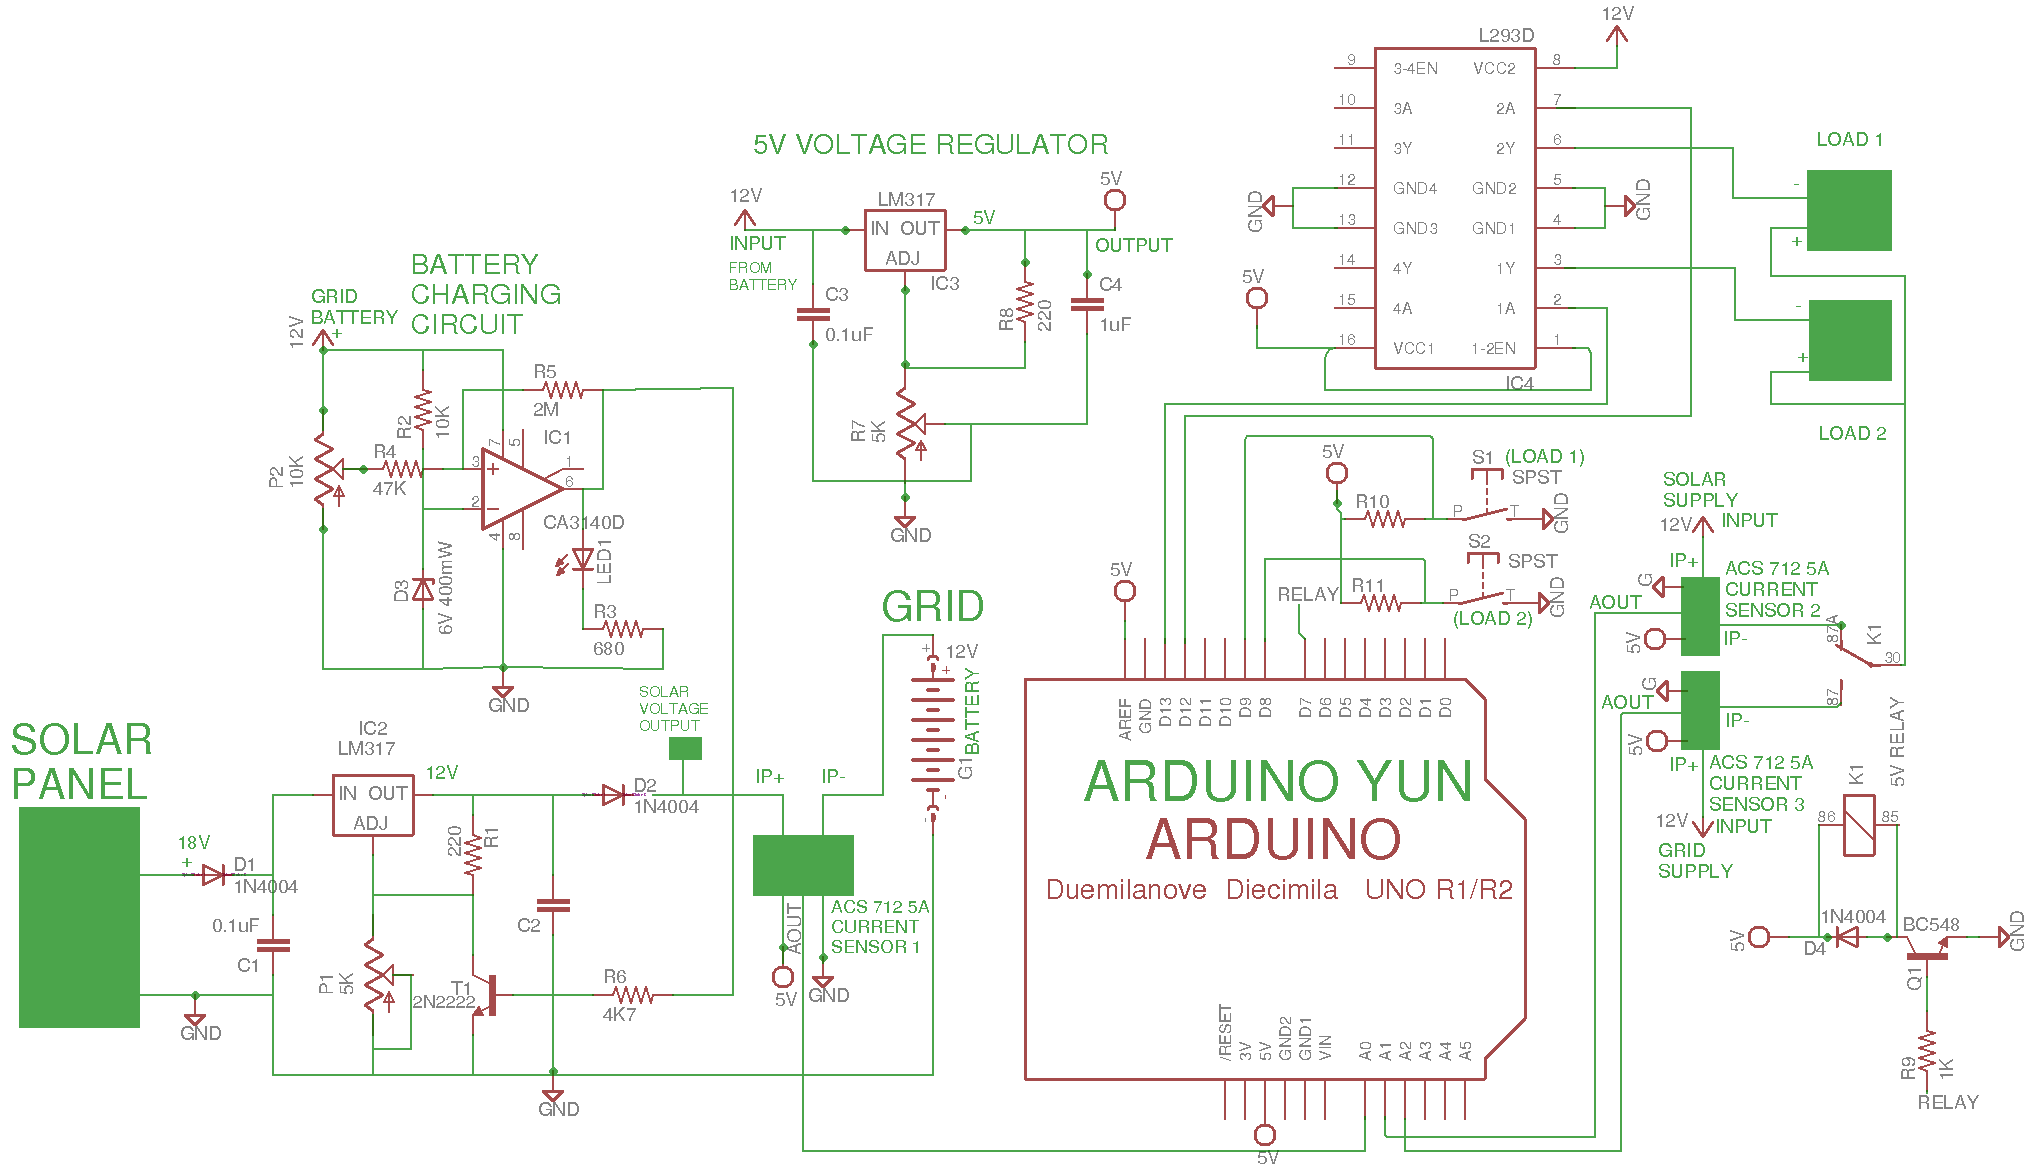 BATTERY
CHARGING
CIRCUIT
GRID
BATTERY
12V
+
P2
10K
R4
47K
R2
10K
R5
2M
IC1
7
5
3
2
1
6
4
8
CA3140D
D3
6V 400mW
LED1
R3
680
GND
5V VOLTAGE REGULATOR
12V
INPUT
FROM
BATTERY
LM317
IN OUT
ADJ
IC3
5V
5V
OUTPUT
C3
0.1uF
R8
220
C4
1uF
R7
5K
GND
12V
L293D
9
10
11
12
13
14
15
16
3-4EN
3A
3Y
GND4
GND3
4Y
4A
VCC1
VCC2
2A
2Y
GND2
GND1
1Y
1A
1-2EN
8
7
6
5
4
3
2
1
IC4
GND
GND
5V
LOAD 1
-
+
-
+
LOAD 2
SOLAR
PANEL
18V
+
D1
1N4004
0.1uF
C1
GND
IC2
LM317
IN OUT
ADJ
12V
220
R1
P1
5K
T1
2N2222
C2
GND
D2
1N4004
R6
4K7
SOLAR
VOLTAGE
OUTPUT
IP+
IP-
AOUT
5V
GND
ACS 712 5A
CURRENT
SENSOR 1
GRID
+
12V
+
G1
BATTERY
-
-
5V
RELAY
5V
R10
S1
(LOAD 1)
SPST
P
T
GND
R11
S2
SPST
P
T
GND
(LOAD 2)
AREF
GND
D13
D12
D11
D10
D9
D8
D7
D6
D5
D4
D3
D2
D1
D0
ARDUINO YUN
ARDUINO
Duemilanove Diecimila UNO R1/R2
/RESET
3V
5V
GND2
GND1
VIN
A0
A1
A2
A3
A4
A5
5V
SOLAR
SUPPLY
12V
INPUT
IP+
G
AOUT
5V
IP-
ACS 712 5A
CURRENT
SENSOR 2
87A
K1
30
87
G
AOUT
5V
IP-
IP+
ACS 712 5A
CURRENT
SENSOR 3
12V
INPUT
GRID
SUPPLY
K1
5V RELAY
86
85
1N4004
D4
5V
BC548
Q1
GND
R9
1K
RELAY